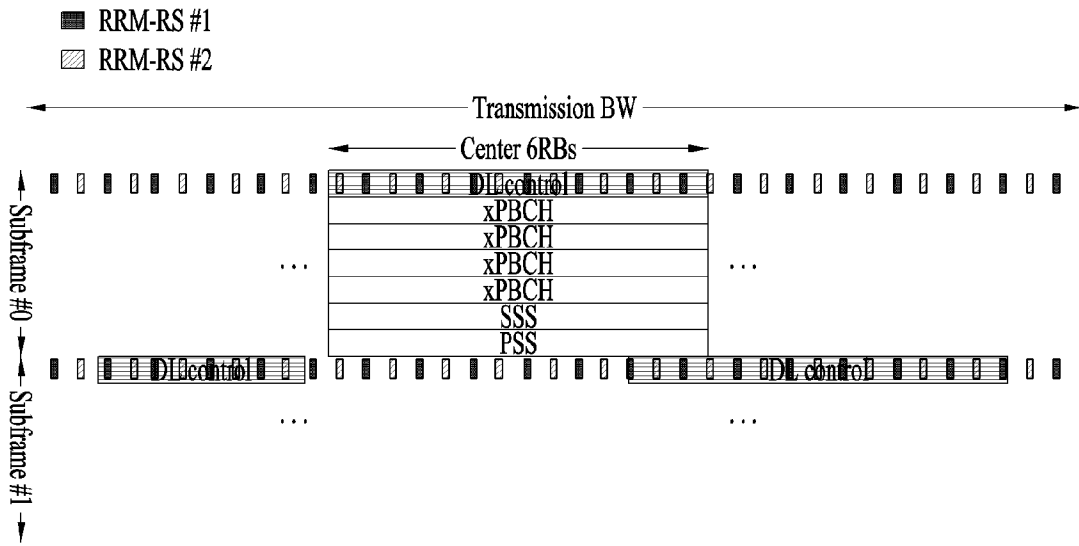 RRM-RS #1
RRM-RS #2
Transmission BW
Center 6RBs
Subframe #0
DL control
xPBCH
xPBCH
xPBCH
xPBCH
SSS
PSS
...
...
Subframe #1
DL control
DL control
...
...